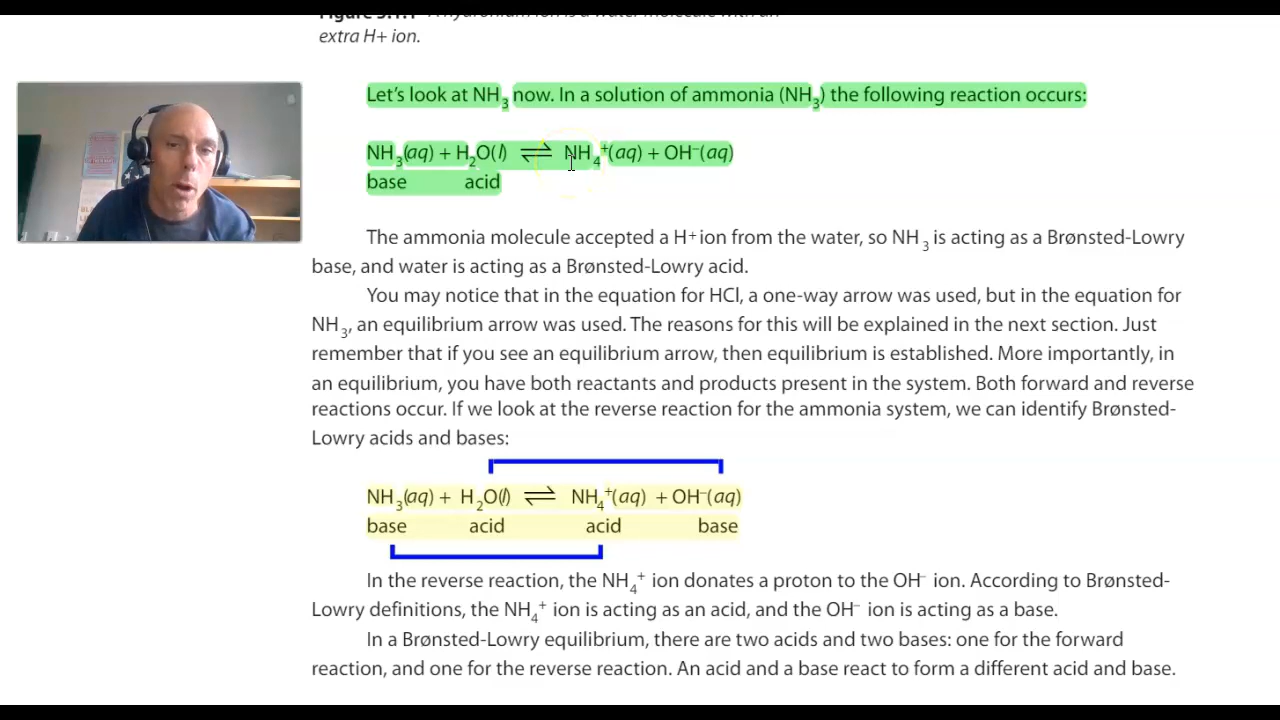 Figure 5.1.1 A hydronium ion is a water molecule with an
extra H+ ion.
Let's look at NH₃ now. In a solution of ammonia (NH₃) the following reaction occurs:
NH₃(aq) + H₂O(l) ⇌ NH₄⁺(aq) + OH⁻(aq)
base acid
The ammonia molecule accepted a H⁺ ion from the water, so NH₃ is acting as a Brønsted-Lowry
base, and water is acting as a Brønsted-Lowry acid.
You may notice that in the equation for HCl, a one-way arrow was used, but in the equation for
NH₃, an equilibrium arrow was used. The reasons for this will be explained in the next section. Just
remember that if you see an equilibrium arrow, then equilibrium is established. More importantly, in
an equilibrium, you have both reactants and products present in the system. Both forward and reverse
reactions occur. If we look at the reverse reaction for the ammonia system, we can identify Brønsted-
Lowry acids and bases:
NH₃(aq) + H₂O(l) ⇌ NH₄⁺(aq) + OH⁻(aq)
base acid acid base
In the reverse reaction, the NH₄⁺ ion donates a proton to the OH⁻ ion. According to Brønsted-
Lowry definitions, the NH₄⁺ ion is acting as an acid, and the OH⁻ ion is acting as a base.
In a Brønsted-Lowry equilibrium, there are two acids and two bases: one for the forward
reaction, and one for the reverse reaction. An acid and a base react to form a different acid and base.